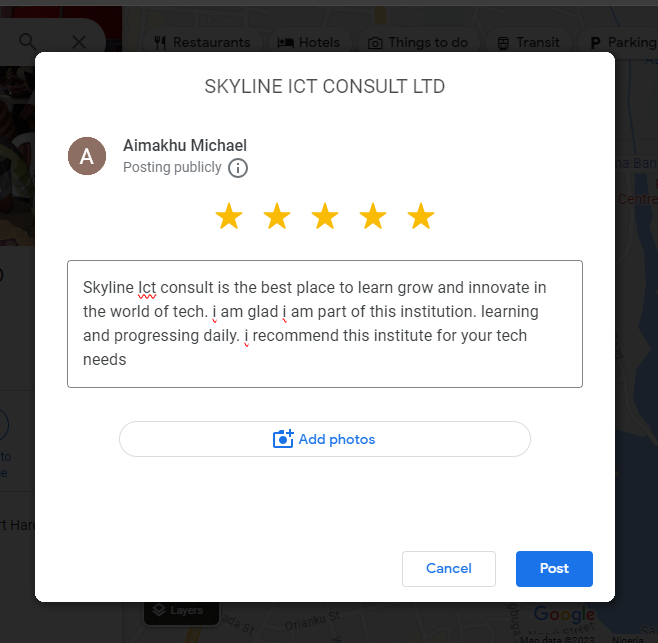 Restaurants Hotels Things to do Transit Parking
SKYLINE ICT CONSULT LTD
A
Aimakhu Michael
Posting publicly
Skyline Ict consult is the best place to learn grow and innovate in
the world of tech. i am glad i am part of this institution. learning
and progressing daily. i recommend this institute for your tech
needs
Add photos
Cancel Post
Layers
Orianku St
Google
Map data ©2023 Nigeria